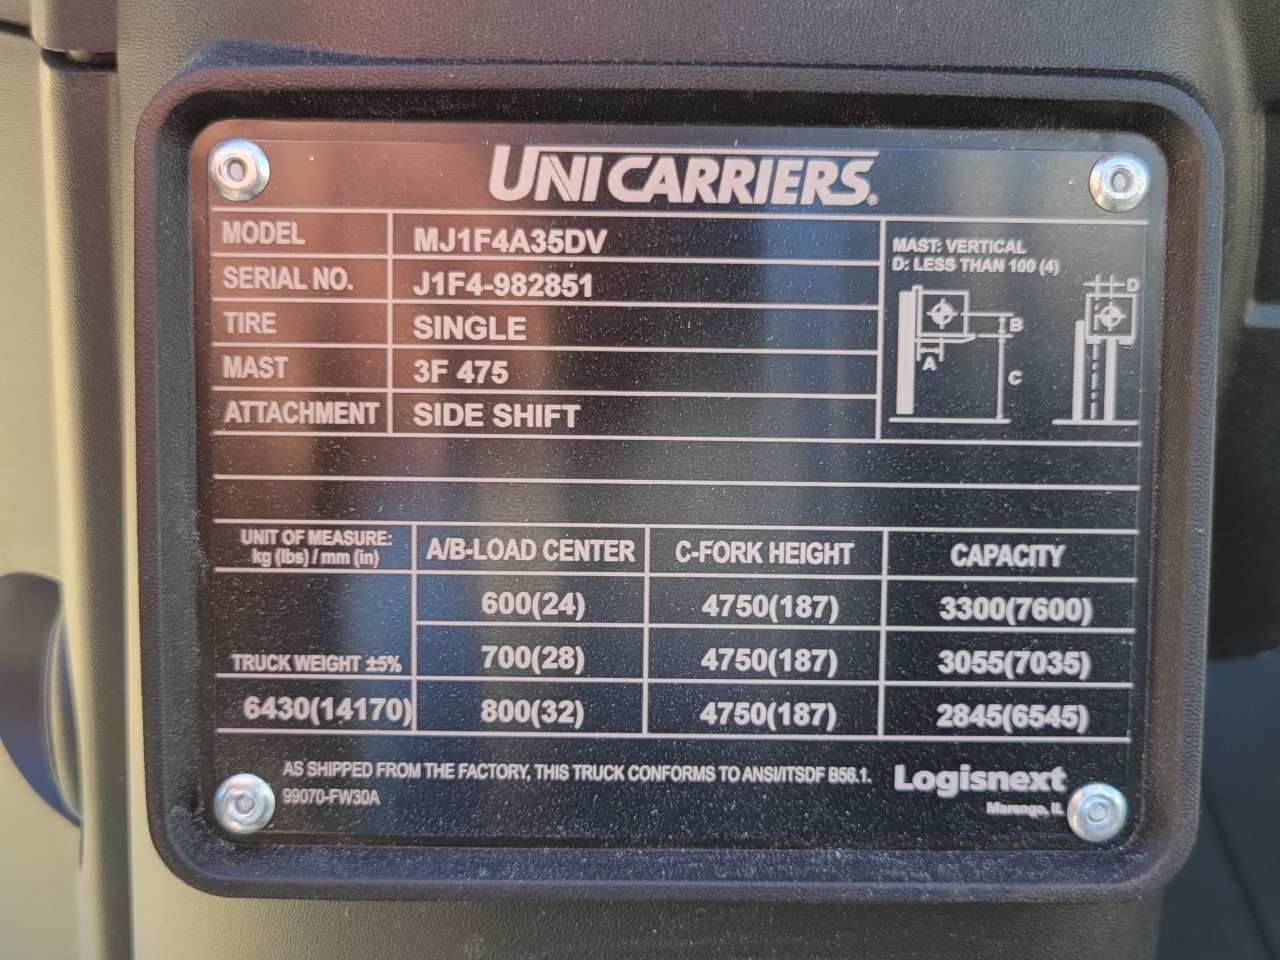 UNICARRIERS®
MODEL MJ1F4A35DV
SERIAL NO. J1F4-982851
TIRE SINGLE
MAST 3F 475
ATTACHMENT SIDE SHIFT
MAST: VERTICAL
D: LESS THAN 100 (4)
D
B
A
C
UNIT OF MEASURE:
kg (lbs) / mm (in)
A/B-LOAD CENTER C-FORK HEIGHT CAPACITY
600(24) 4750(187) 3300(7600)
TRUCK WEIGHT ±5% 700(28) 4750(187) 3055(7035)
6430(14170) 800(32) 4750(187) 2845(6545)
AS SHIPPED FROM THE FACTORY, THIS TRUCK CONFORMS TO ANSI/ITSDF B56.1.
99070-FW30A
Logisnext
Marengo, IL